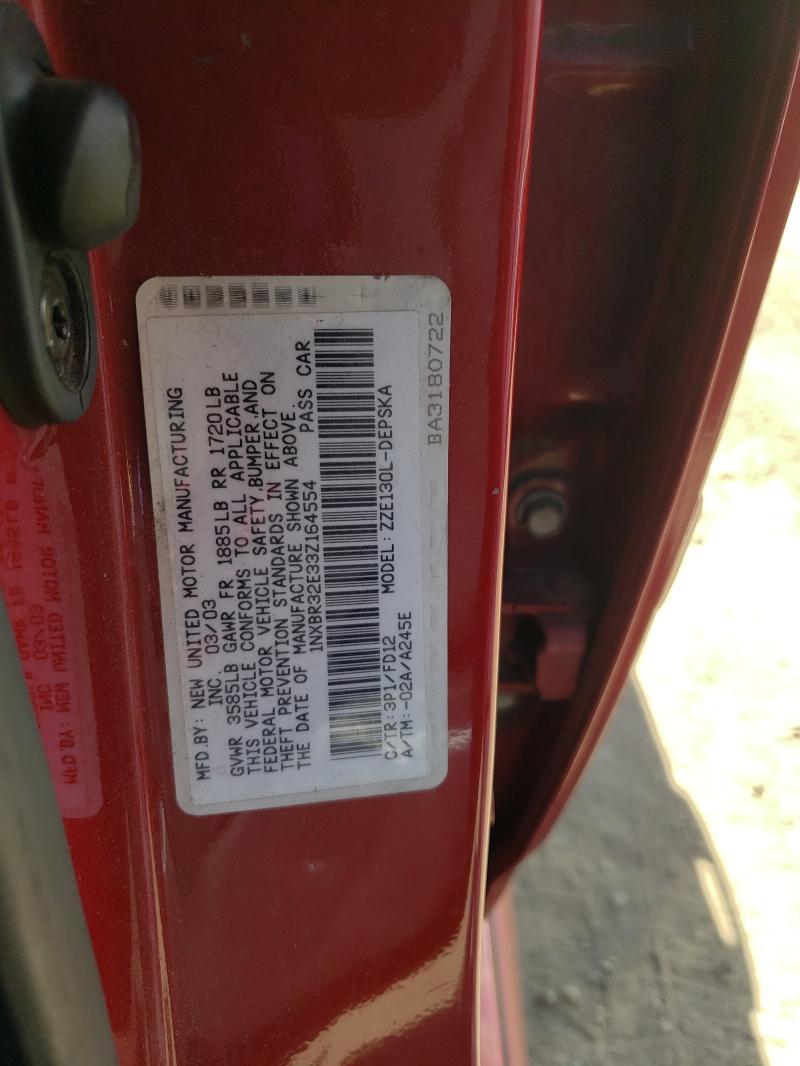 MFD.BY: NEW UNITED MOTOR MANUFACTURING
INC. 03/03
GVWR 3585LB GAWR FR 1885LB RR 1720LB
THIS VEHICLE CONFORMS TO ALL APPLICABLE
FEDERAL MOTOR VEHICLE SAFETY,BUMPER,AND
THEFT PREVENTION STANDARDS IN EFFECT ON
THE DATE OF MANUFACTURE SHOWN ABOVE.
1NXBR32E33Z164554 PASS CAR
C/TR: 3P1/FD12 MODEL: ZZE130L-DEPSKA
A/TM: -02A/A245E
BA3180722